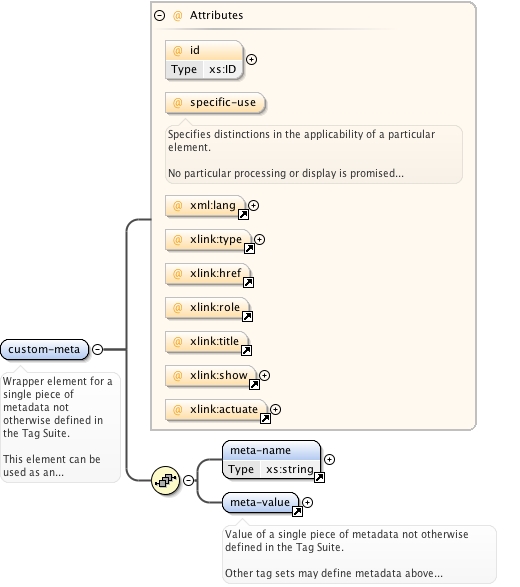 Attributes
@ id
Type xs:ID
@ specific-use
Specifies distinctions in the applicability of a particular
element.
No particular processing or display is promised...
@ xml:lang
@ xlink:type
@ xlink:href
@ xlink:role
@ xlink:title
@ xlink:show
@ xlink:actuate
custom-meta
Wrapper element for a
single piece of
metadata not
otherwise defined in
the Tag Suite.
This element can be
used as an...
meta-name
Type xs:string
meta-value
Value of a single piece of metadata not otherwise
defined in the Tag Suite.
Other tag sets may define metadata above...